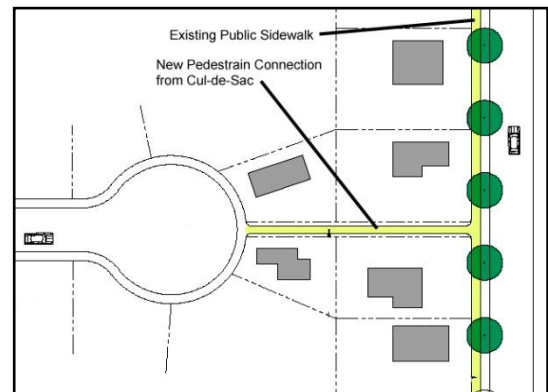 Existing Public Sidewalk
New Pedestrain Connection
from Cul-de-Sac